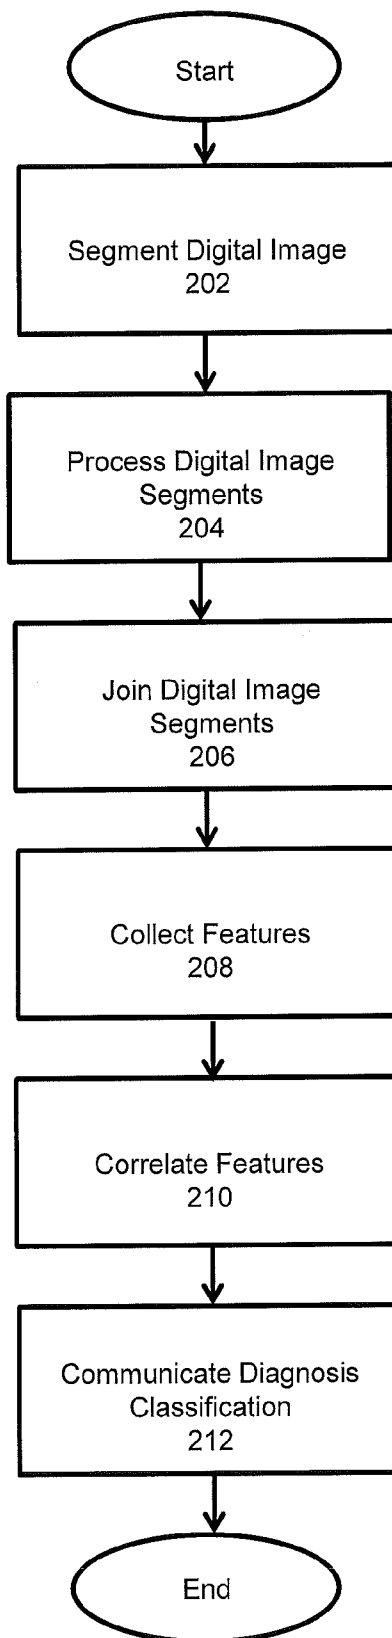 Start
Segment Digital Image
202
Process Digital Image
Segments
204
Join Digital Image
Segments
206
Collect Features
208
Correlate Features
210
Communicate Diagnosis
Classification
212
End